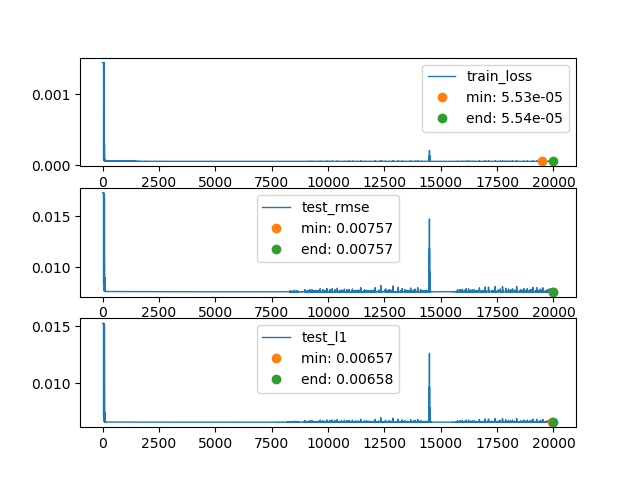 train_loss
min: 5.53e-05
end: 5.54e-05
0.001
0.000
0 2500 5000 7500 10000 12500 15000 17500 20000
test_rmse
min: 0.00757
end: 0.00757
0.015
0.010
0 2500 5000 7500 10000 12500 15000 17500 20000
test_l1
min: 0.00657
end: 0.00658
0.015
0.010
0 2500 5000 7500 10000 12500 15000 17500 20000